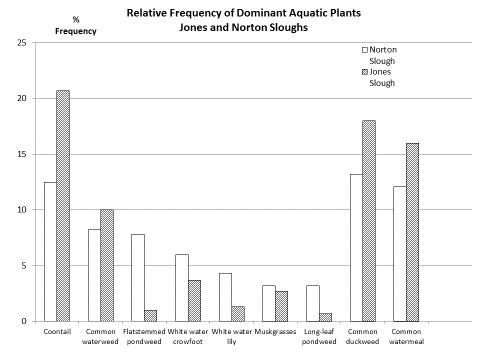 Relative Frequency of Dominant Aquatic Plants
Jones and Norton Sloughs
%
Frequency
Norton
Slough
Jones
Slough
25
20
15
10
5
0
Coontail
Common
waterweed
Flatstemmed
pondweed
White water
crowfoot
White water
lily
Muskgrasses
Long-leaf
pondweed
Common
duckweed
Common
watermeal